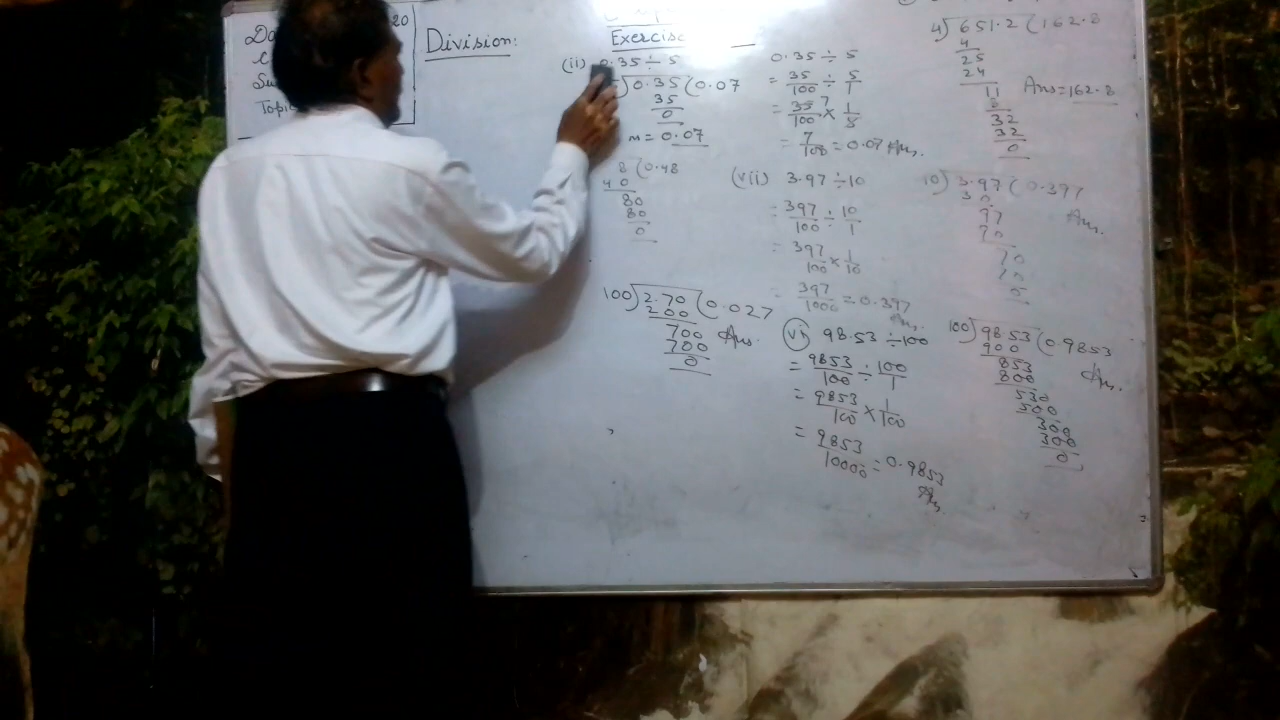 20
Division:
Exercise
(ii) 0.35 ÷ 5
0.35 (0.07
35
0
= 0.07
8 (0.48
40
80
80
0
100) 2.70 (0.027
200
700 Ans.
700
0
0.35 ÷ 5
= 35/100 ÷ 5/1
= 35/100 7 × 1/5
= 7/100 = 0.07 Ans.
(vii) 3.97 ÷ 10
= 397/100 ÷ 10/1
= 397/100 × 1/10
= 397/1000 = 0.397
Ans.
(vi) 98.53 ÷ 100
= 9853/100 ÷ 100/1
= 9853/100 × 1/100
= 9853/10000 = 0.9853
Ans
4) 651.2 (162.8
4
25
24
11
8
32
32
0
Ans = 162.8
10) 3.97 (0.397
30
97
70
70
0
Ans.
100) 98.53 (0.9853
900
853 Ans.
800
530
500
300
300
0